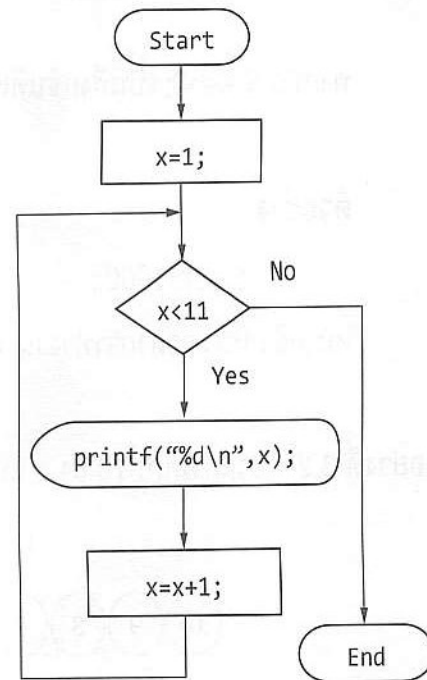 Start
x=1;
No
x<11
Yes
printf("%d\n",x);
x=x+1;
End